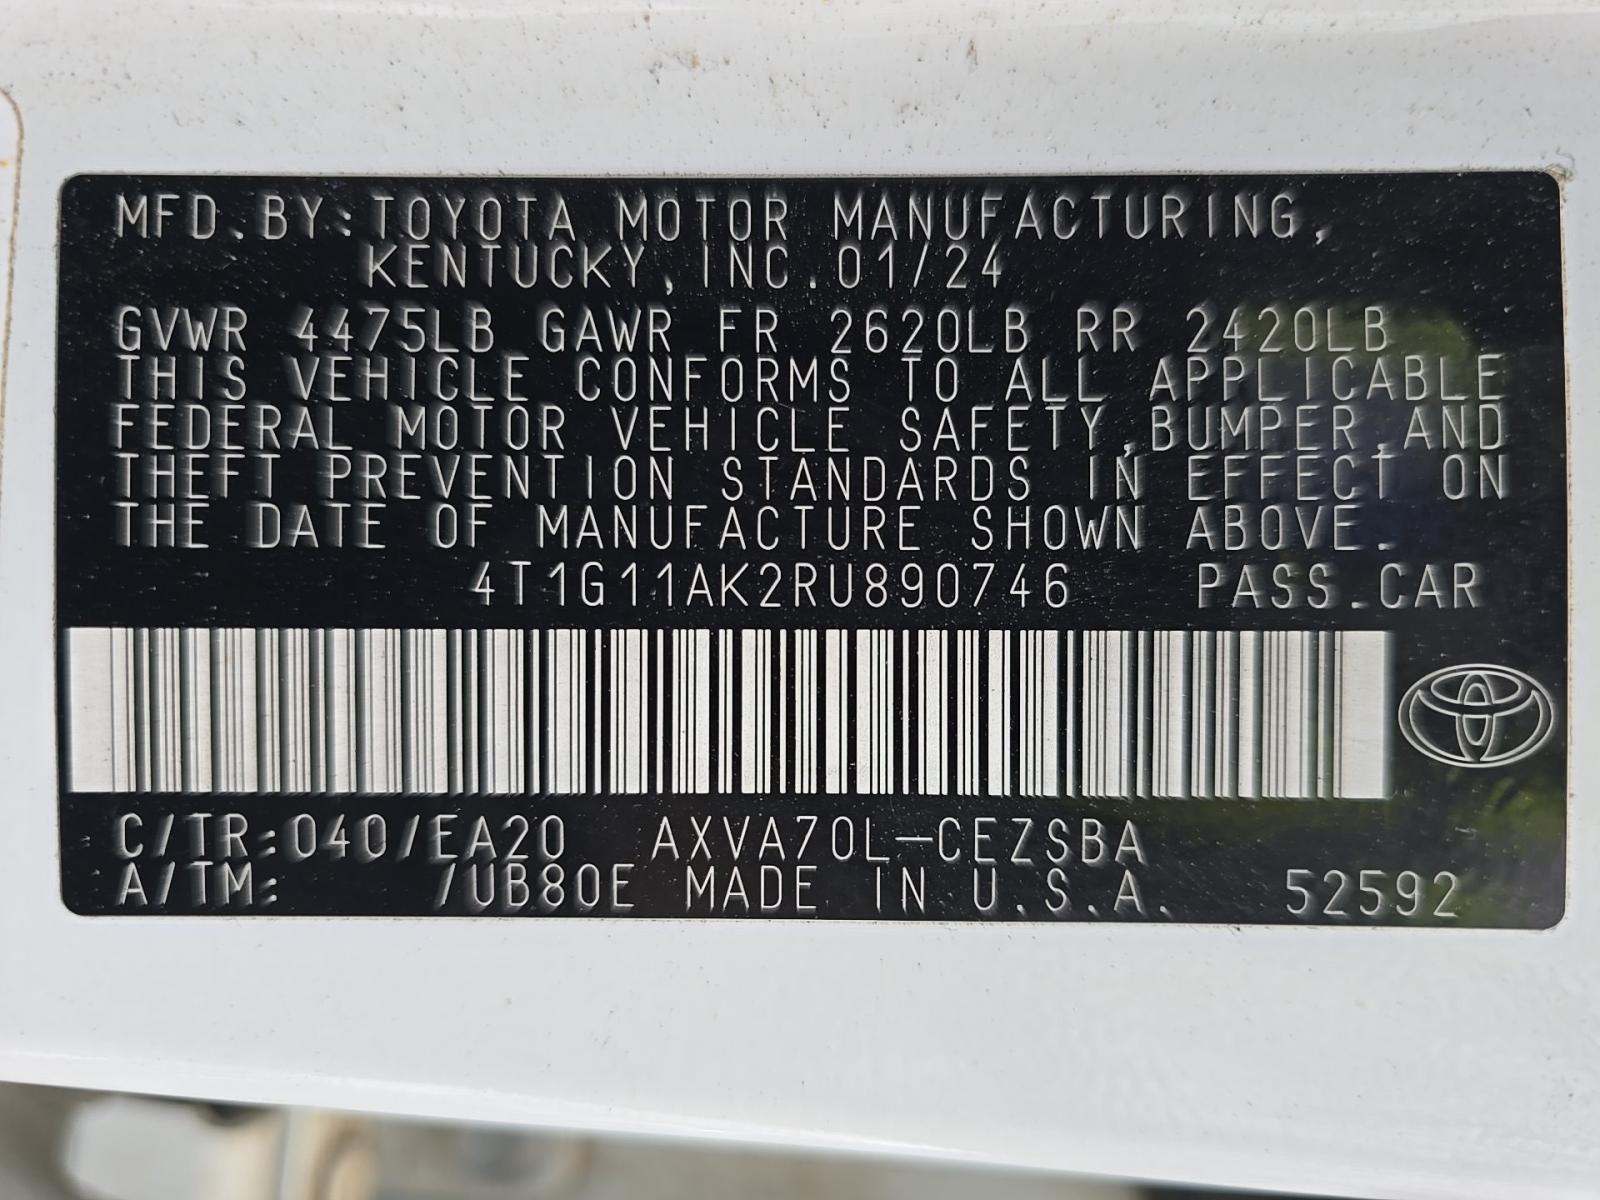 MFD.BY:TOYOTA MOTOR MANUFACTURING,
KENTUCKY, INC.01/24
GVWR 4475LB GAWR FR 2620LB RR 2420LB
THIS VEHICLE CONFORMS TO ALL APPLICABLE
FEDERAL MOTOR VEHICLE SAFETY,BUMPER,AND
THEFT PREVENTION STANDARDS IN EFFECT ON
THE DATE OF MANUFACTURE SHOWN ABOVE.
4T1G11AK2RU890746 PASS.CAR
C/TR:040/EA20 AXVA70L-CEZSBA
A/TM: /UB80E MADE IN U.S.A. 52592